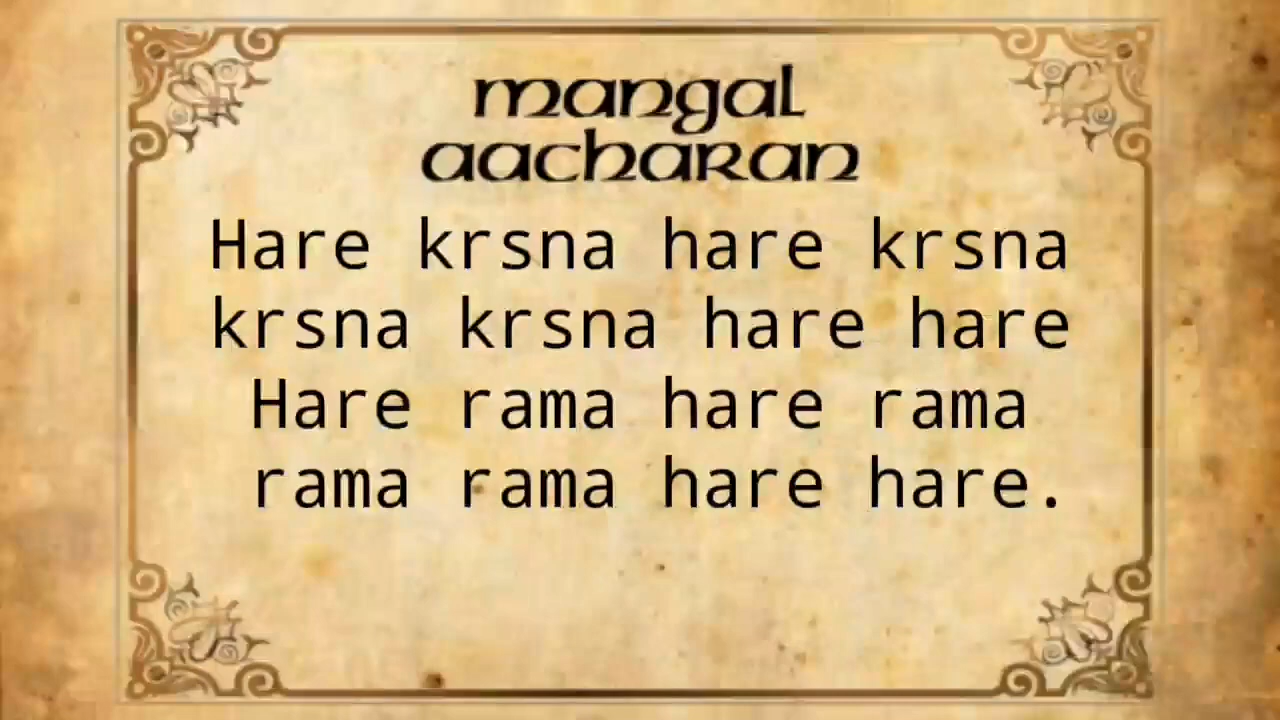 mangal
aacharan
Hare krsna hare krsna
krsna krsna hare hare
Hare rama hare rama
rama rama hare hare.